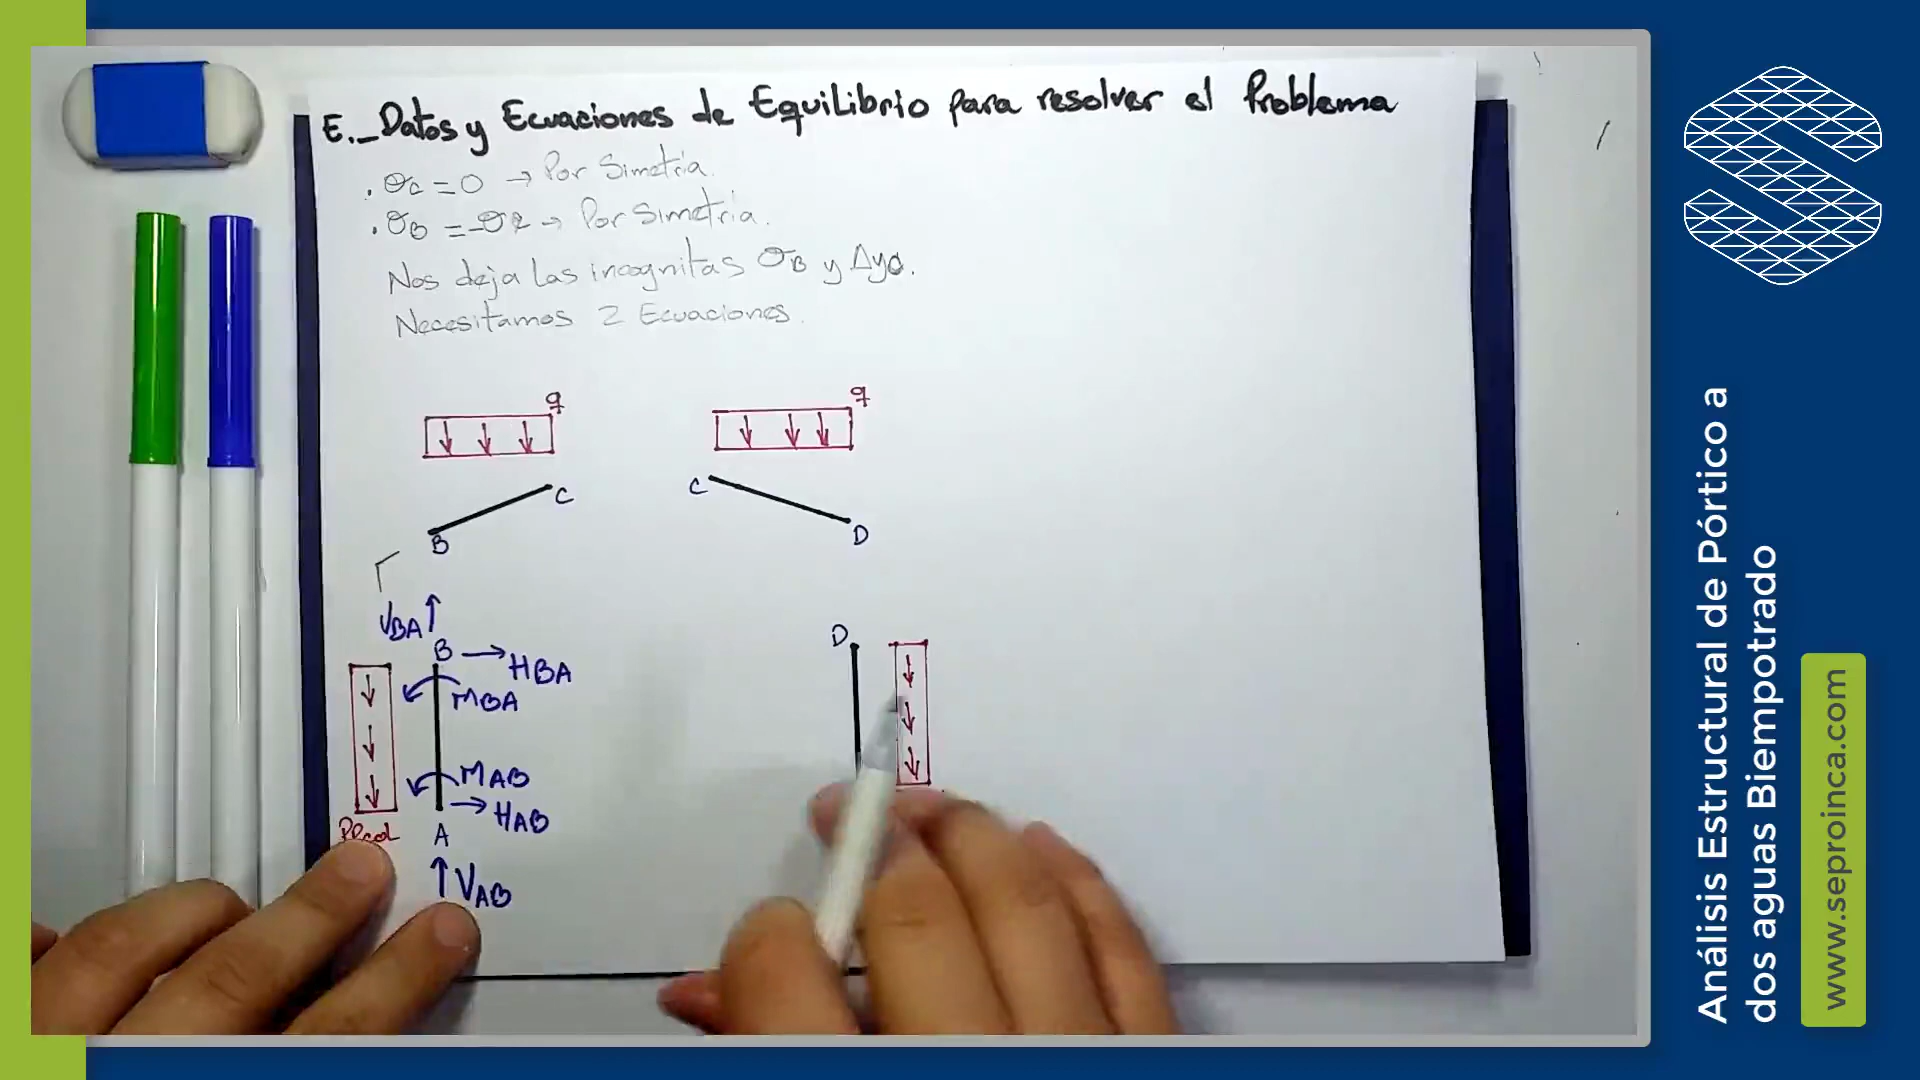 E._Datos y Ecuaciones de Equilibrio para resolver el Problema
. θc = 0 → Por Simetria.
. θB = -θ → Por Simetria.
Nos deja las incognitas θB y Δyc.
Necesitamos 2 Ecuaciones.
q
q
C
C
B
D
VBA
B
HBA
MBA
D
MAB
HAB
PPcol
A
VAB
Análisis Estructural de Pórtico a
dos aguas Biempotrado
www.seproinca.com